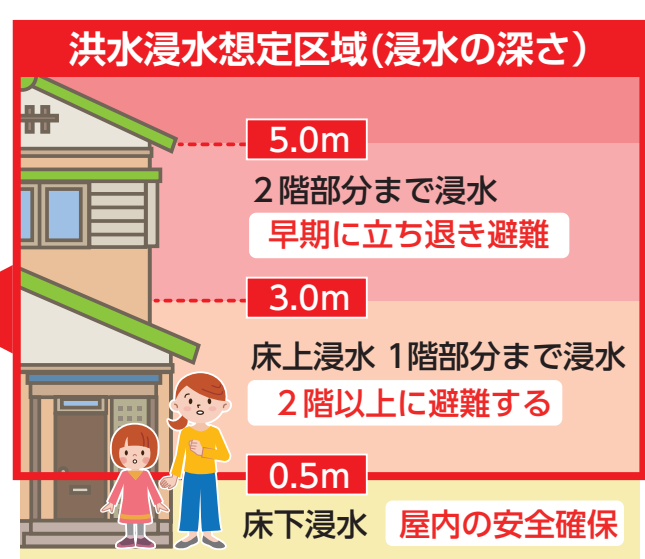 洪水浸水想定区域(浸水の深さ）
5.0m
２階部分まで浸水
早期に立ち退き避難
3.0m
床上浸水 1階部分まで浸水
２階以上に避難する
0.5m
床下浸水 屋内の安全確保